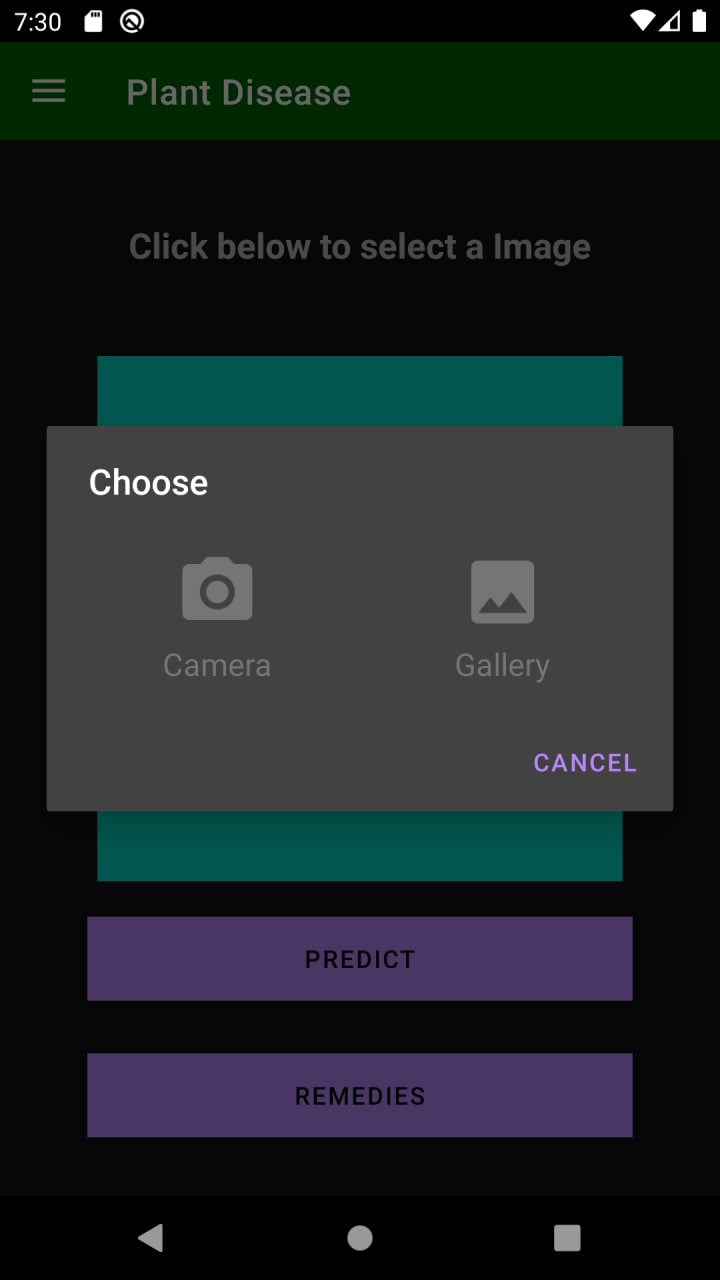 7:30
Plant Disease
Click below to select a Image
Choose
Camera Gallery
CANCEL
PREDICT
REMEDIES